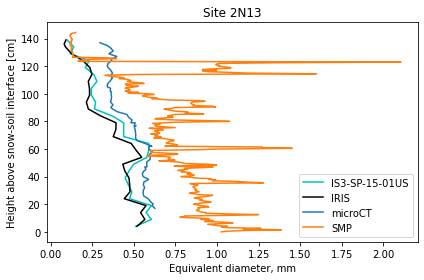 Site 2N13
Height above snow-soil interface [cm]
140
120
100
80
60
40
20
0
IS3-SP-15-01US
IRIS
microCT
SMP
0.00 0.25 0.50 0.75 1.00 1.25 1.50 1.75 2.00
Equivalent diameter, mm